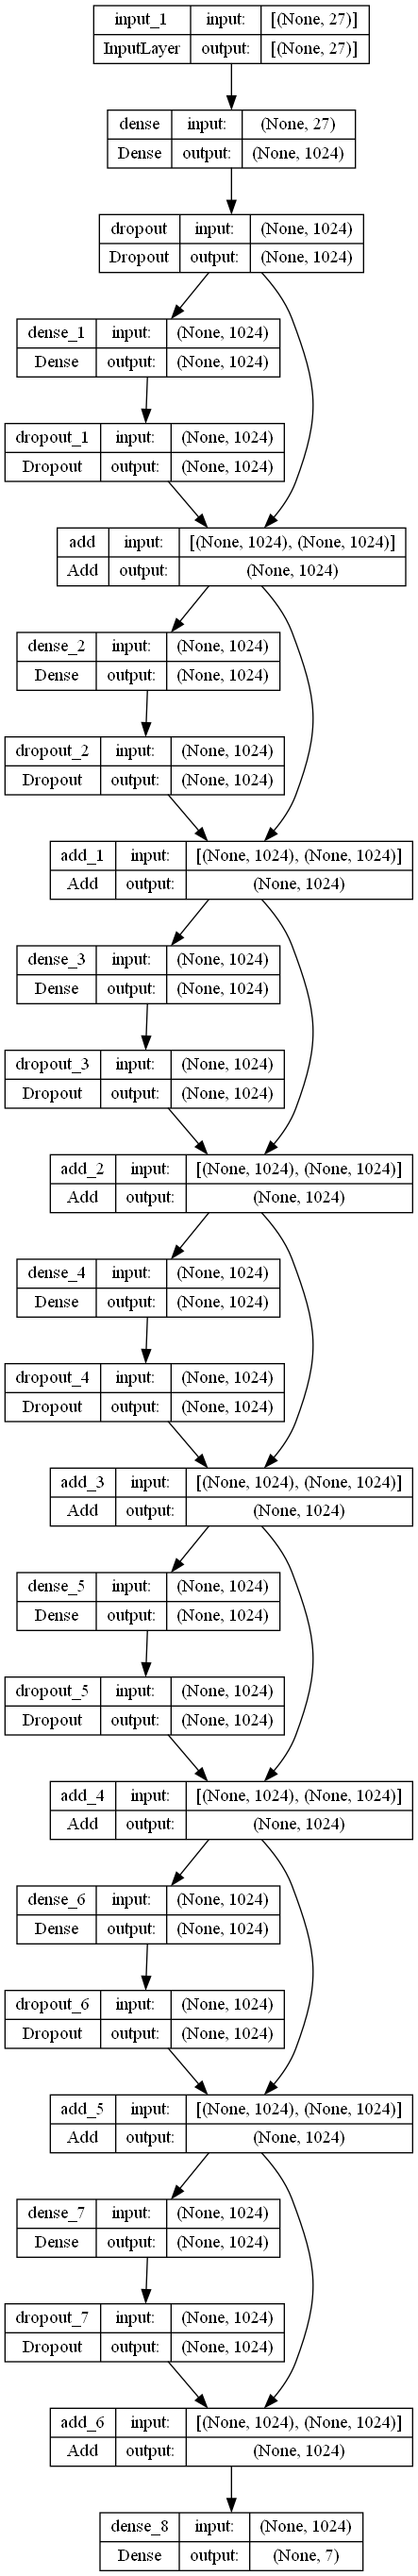 input_1 input: [(None, 27)]
InputLayer output: [(None, 27)]
dense input: (None, 27)
Dense output: (None, 1024)
dropout input: (None, 1024)
Dropout output: (None, 1024)
dense_1 input: (None, 1024)
Dense output: (None, 1024)
dropout_1 input: (None, 1024)
Dropout output: (None, 1024)
add input: [(None, 1024), (None, 1024)]
Add output: (None, 1024)
dense_2 input: (None, 1024)
Dense output: (None, 1024)
dropout_2 input: (None, 1024)
Dropout output: (None, 1024)
add_1 input: [(None, 1024), (None, 1024)]
Add output: (None, 1024)
dense_3 input: (None, 1024)
Dense output: (None, 1024)
dropout_3 input: (None, 1024)
Dropout output: (None, 1024)
add_2 input: [(None, 1024), (None, 1024)]
Add output: (None, 1024)
dense_4 input: (None, 1024)
Dense output: (None, 1024)
dropout_4 input: (None, 1024)
Dropout output: (None, 1024)
add_3 input: [(None, 1024), (None, 1024)]
Add output: (None, 1024)
dense_5 input: (None, 1024)
Dense output: (None, 1024)
dropout_5 input: (None, 1024)
Dropout output: (None, 1024)
add_4 input: [(None, 1024), (None, 1024)]
Add output: (None, 1024)
dense_6 input: (None, 1024)
Dense output: (None, 1024)
dropout_6 input: (None, 1024)
Dropout output: (None, 1024)
add_5 input: [(None, 1024), (None, 1024)]
Add output: (None, 1024)
dense_7 input: (None, 1024)
Dense output: (None, 1024)
dropout_7 input: (None, 1024)
Dropout output: (None, 1024)
add_6 input: [(None, 1024), (None, 1024)]
Add output: (None, 1024)
dense_8 input: (None, 1024)
Dense output: (None, 7)